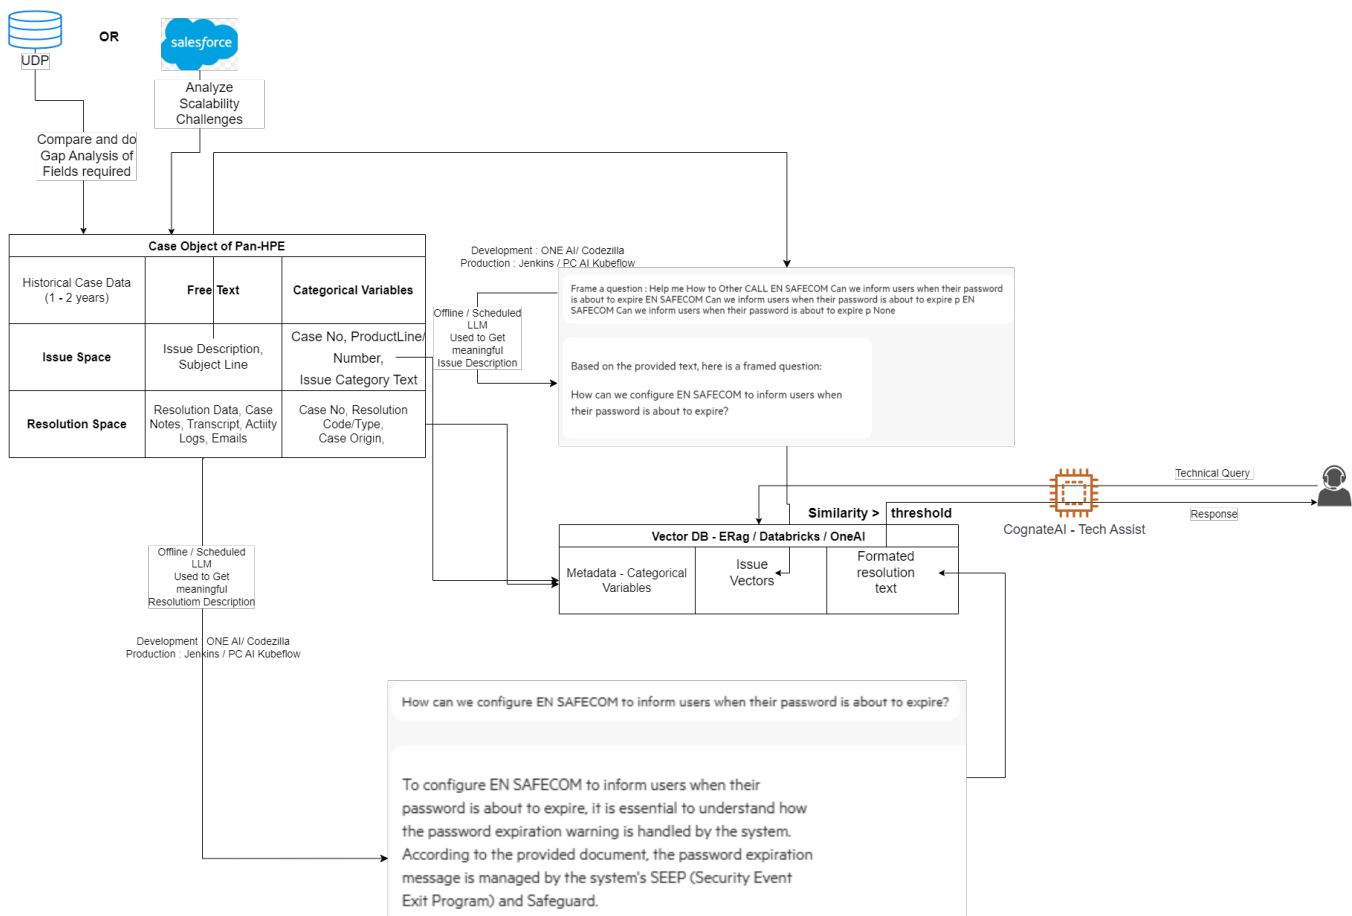 OR
salesforce
UDP
Analyze
Scalability
Challenges
Compare and do
Gap Analysis of
Fields required
Case Object of Pan-HPE
Historical Case Data
(1 - 2 years)
Free Text
Categorical Variables
Issue Space
Issue Description,
Subject Line
Case No, ProductLine/
Number,
Issue Category Text
Resolution Space
Resolution Data, Case
Notes, Transcript, Actiity
Logs, Emails
Case No, Resolution
Code/Type,
Case Origin,
Development : ONE AI/ Codezilla
Production : Jenkins / PC AI Kubeflow
Offline / Scheduled
LLM
Used to Get
meaningful
Issue Description
Frame a question : Help me How to Other CALL EN SAFECOM Can we inform users when their password
is about to expire EN SAFECOM Can we inform users when their password is about to expire p EN
SAFECOM Can we inform users when their password is about to expire p None
Based on the provided text, here is a framed question:
How can we configure EN SAFECOM to inform users when
their password is about to expire?
Technical Query
Response
CognateAI - Tech Assist
Similarity > threshold
Vector DB - ERag / Databricks / OneAI
Metadata - Categorical
Variables
Issue
Vectors
Formated
resolution
text
Offline / Scheduled
LLM
Used to Get
meaningful
Resolutiom Description
Development : ONE AI/ Codezilla
Production : Jenkins / PC AI Kubeflow
How can we configure EN SAFECOM to inform users when their password is about to expire?
To configure EN SAFECOM to inform users when their
password is about to expire, it is essential to understand how
the password expiration warning is handled by the system.
According to the provided document, the password expiration
message is managed by the system's SEEP (Security Event
Exit Program) and Safeguard.